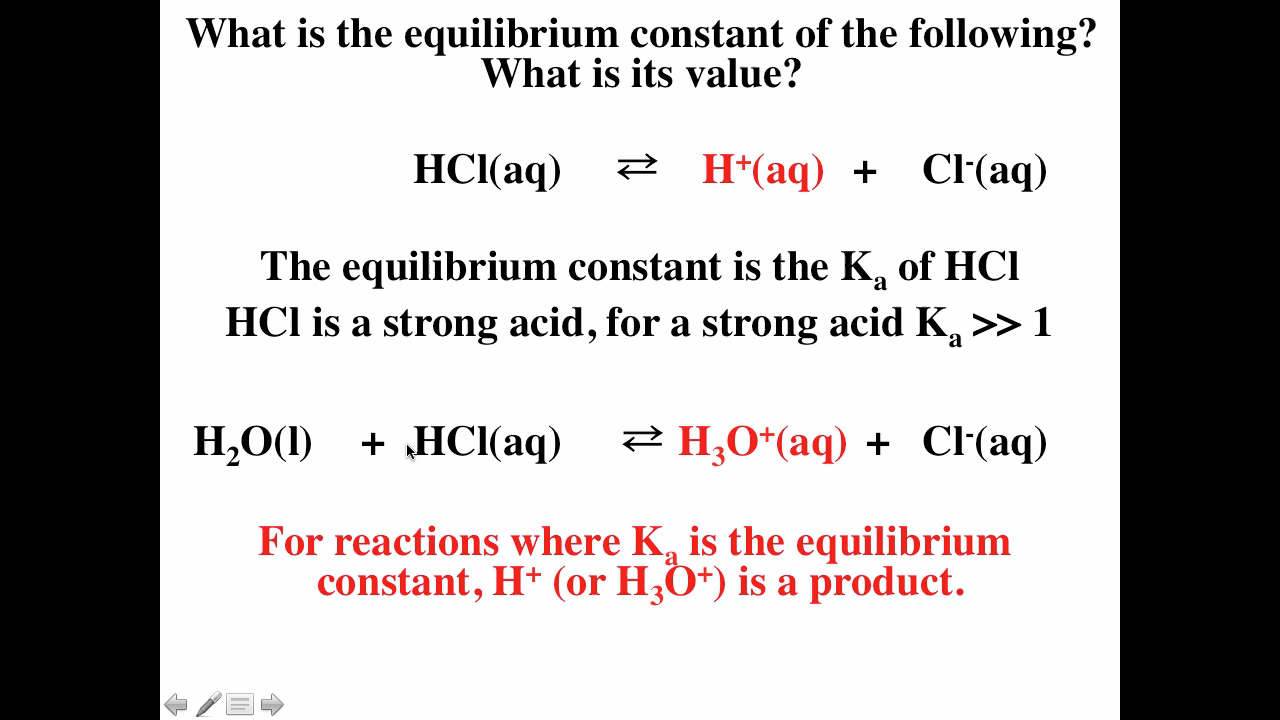 What is the equilibrium constant of the following?
What is its value?
HCl(aq) ⇄ H⁺(aq) + Cl⁻(aq)
The equilibrium constant is the Kₐ of HCl
HCl is a strong acid, for a strong acid Kₐ >> 1
H₂O(l) + HCl(aq) ⇄ H₃O⁺(aq) + Cl⁻(aq)
For reactions where Kₐ is the equilibrium
constant, H⁺ (or H₃O⁺) is a product.